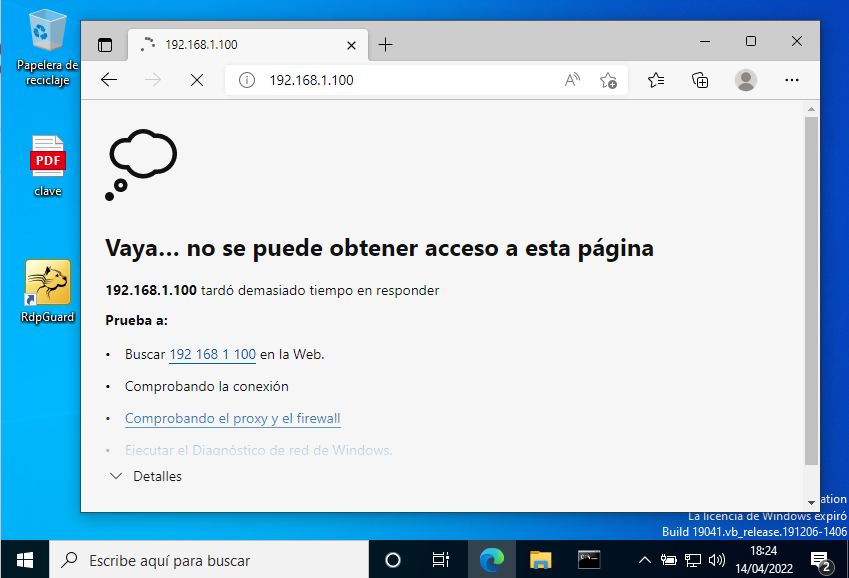 Papelera de
reciclaje
PDF
clave
RdpGuard
192.168.1.100
192.168.1.100
Vaya… no se puede obtener acceso a esta página
192.168.1.100 tardó demasiado tiempo en responder
Prueba a:
• Buscar 192 168 1 100 en la Web.
• Comprobando la conexión
• Comprobando el proxy y el firewall
• Ejecutar el Diagnóstico de red de Windows.
Detalles
La licencia de Windows expiró
Build 19041.vb_release.191206-1406
Escribe aquí para buscar
18:24
14/04/2022
2